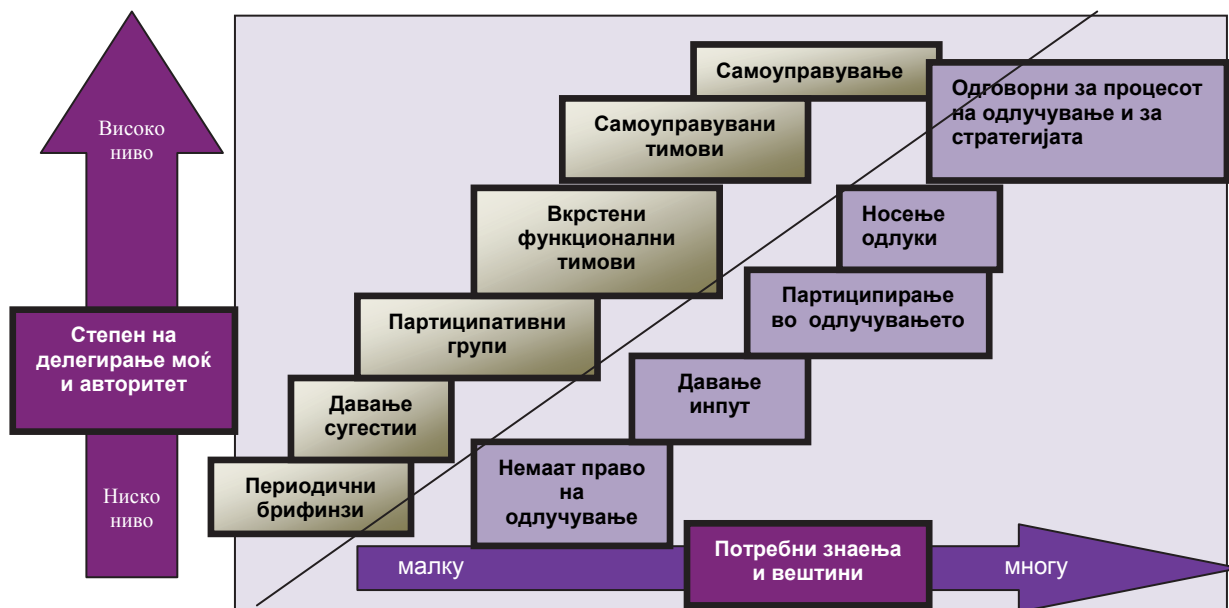 Самоуправување
Одговорни за процесот
на одлучување и за
стратегијата
Високо
ниво
Самоуправувани
тимови
Вкрстени
функционални
тимови
Носење
одлуки
Партиципирање
во одлучувањето
Степен на
делегирање моќ
и авторитет
Партиципативни
групи
Давање
сугестии
Давање
инпут
Немаат право
на
одлучување
Периодични
брифинзи
Ниско
ниво
малку
Потребни знаења
и вештини
многу